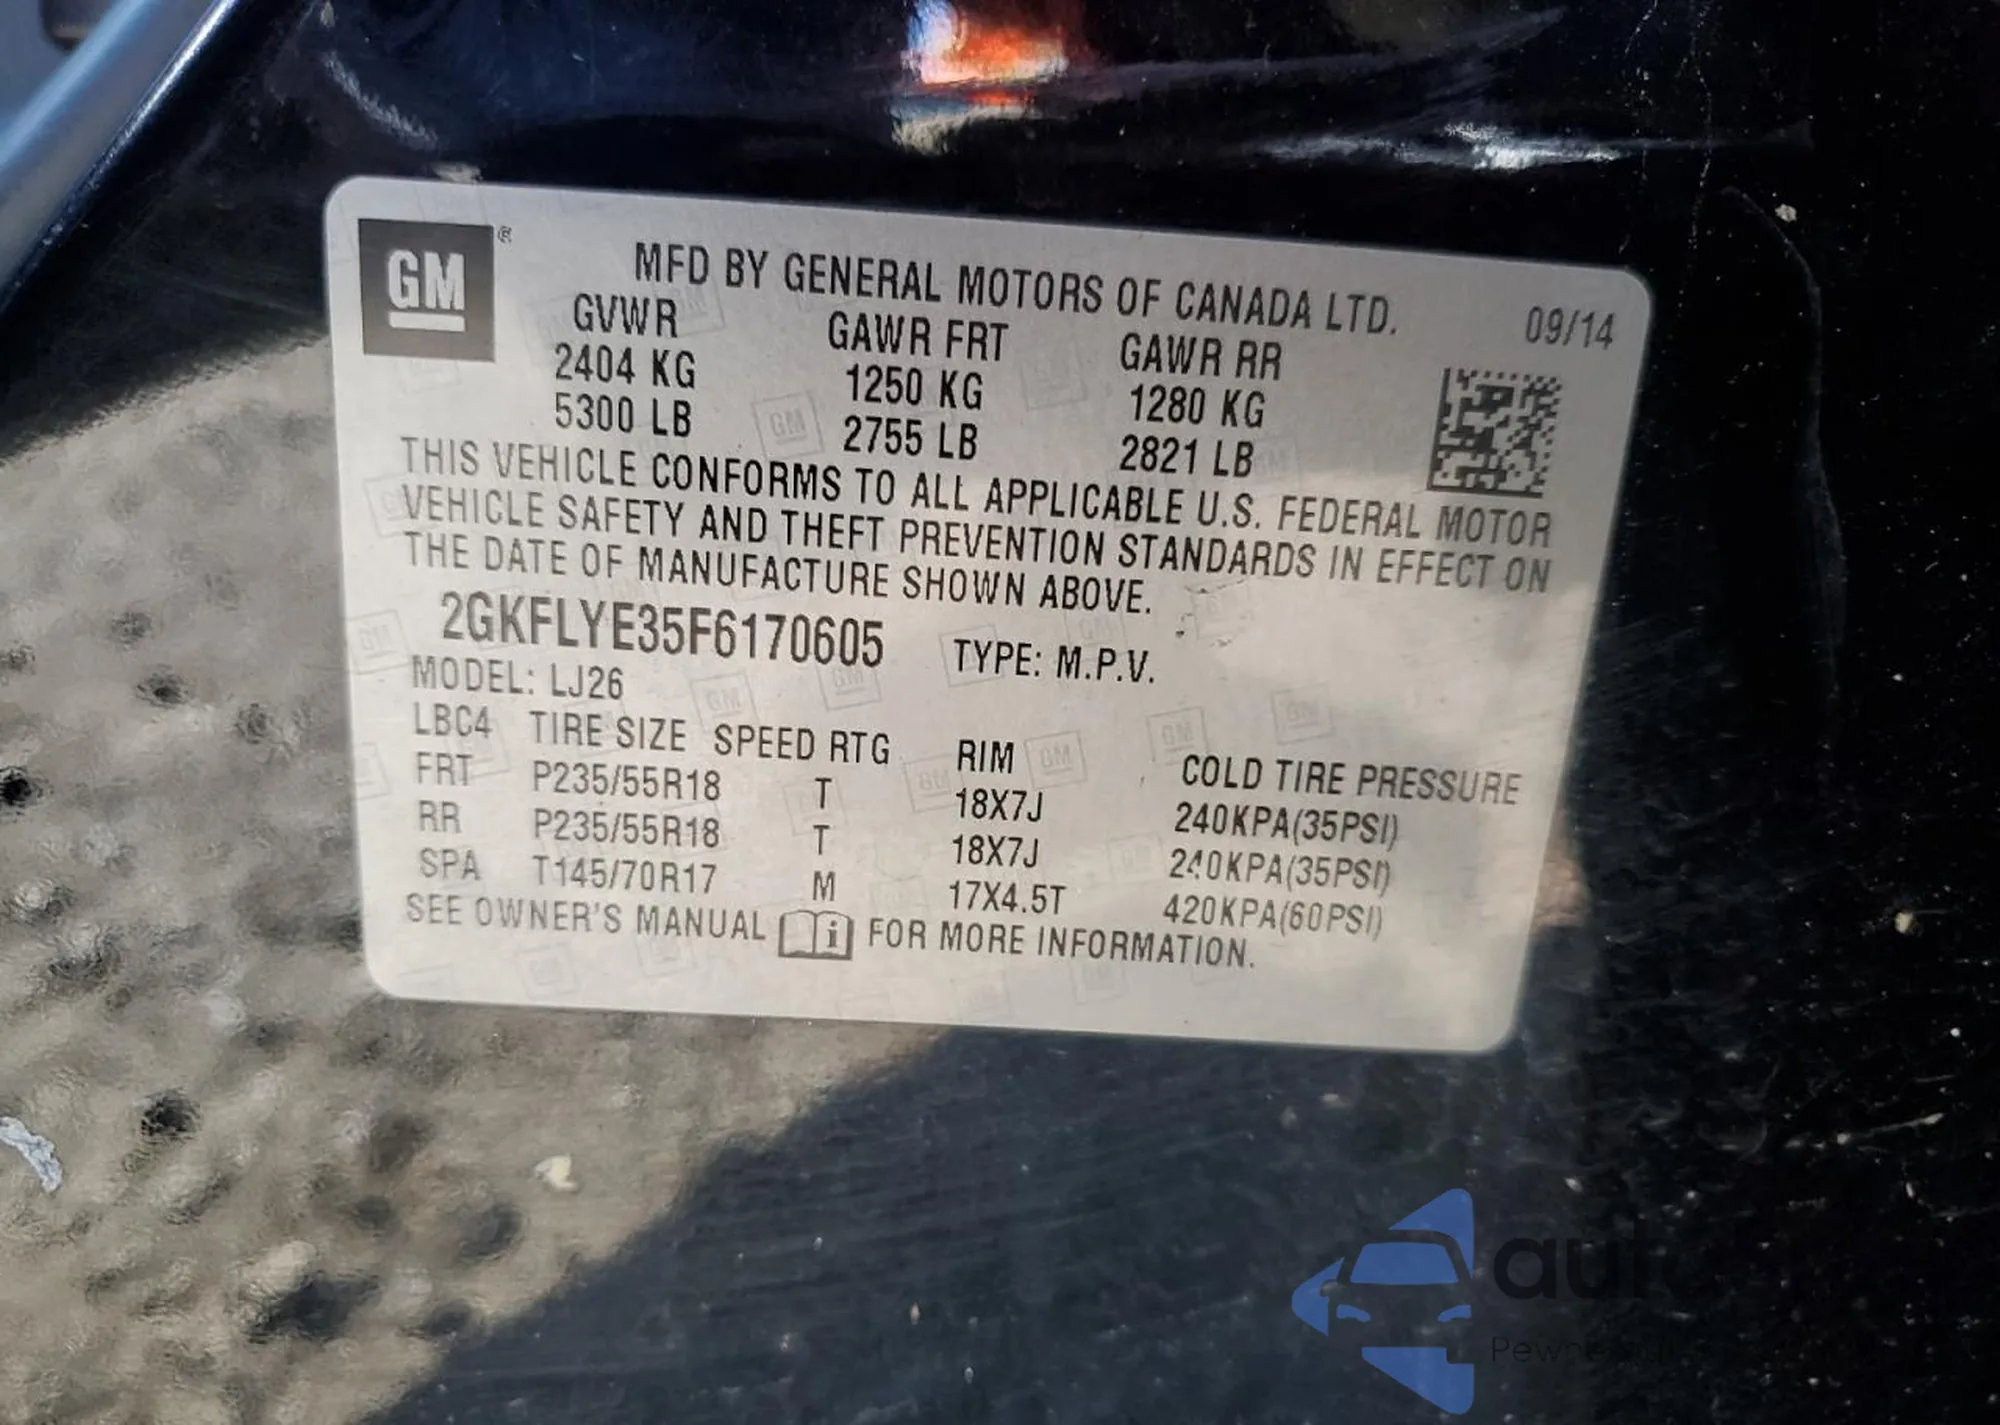 GM ®
MFD BY GENERAL MOTORS OF CANADA LTD.
09/14
GVWR GAWR FRT GAWR RR
2404 KG 1250 KG 1280 KG
5300 LB 2755 LB 2821 LB
THIS VEHICLE CONFORMS TO ALL APPLICABLE U.S. FEDERAL MOTOR
VEHICLE SAFETY AND THEFT PREVENTION STANDARDS IN EFFECT ON
THE DATE OF MANUFACTURE SHOWN ABOVE.
2GKFLYE35F6170605 TYPE: M.P.V.
MODEL: LJ26
LBC4 TIRE SIZE SPEED RTG RIM COLD TIRE PRESSURE
FRT P235/55R18 T 18X7J 240KPA(35PSI)
RR P235/55R18 T 18X7J 240KPA(35PSI)
SPA T145/70R17 M 17X4.5T 420KPA(60PSI)
SEE OWNER'S MANUAL i FOR MORE INFORMATION.